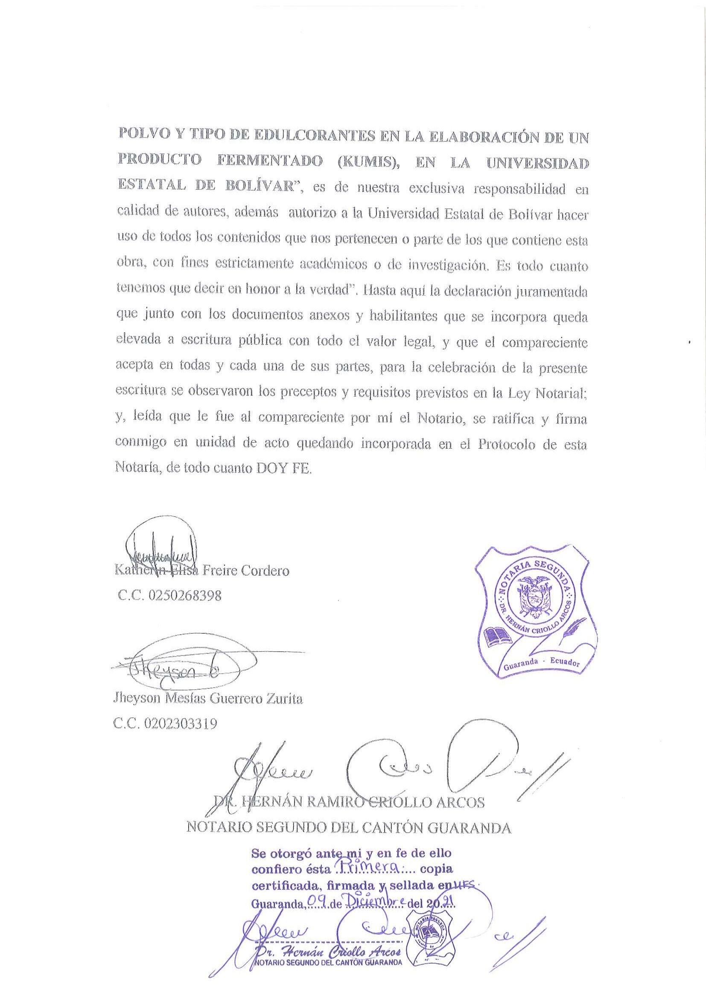 POLVO Y TIPO DE EDULCORANTES EN LA ELABORACIÓN DE UN
PRODUCTO FERMENTADO (KUMIS), EN LA UNIVERSIDAD
ESTATAL DE BOLÍVAR”, es de nuestra exclusiva responsabilidad en
calidad de autores, además autorizo a la Universidad Estatal de Bolívar hacer
uso de todos los contenidos que nos pertenecen o parte de los que contiene esta
obra, con fines estrictamente académicos o de investigación. Es todo cuanto
tenemos que decir en honor a la verdad”. Hasta aquí la declaración juramentada
que junto con los documentos anexos y habilitantes que se incorpora queda
elevada a escritura pública con todo el valor legal, y que el compareciente
acepta en todas y cada una de sus partes, para la celebración de la presente
escritura se observaron los preceptos y requisitos previstos en la Ley Notarial;
y, leída que le fue al compareciente por mí el Notario, se ratifica y firma
conmigo en unidad de acto quedando incorporada en el Protocolo de esta
Notaría, de todo cuanto DOY FE.
Katherin Elisa Freire Cordero
C.C. 0250268398
NOTARIA SEGUNDA
DR. HERNÁN CRIOLLO ARCOS
Guaranda - Ecuador
Jheyson
Jheyson Mesías Guerrero Zurita
C.C. 0202303319
DR. HERNÁN RAMIRO CRIOLLO ARCOS
NOTARIO SEGUNDO DEL CANTÓN GUARANDA
Se otorgó ante mi y en fe de ello
confiero ésta Primera copia
certificada, firmada y sellada en
Guaranda, 09 de Diciembre del 2021
NOTARIA SEGUNDA
Dr. Hernán Criollo Arcos
NOTARIO SEGUNDO DEL CANTÓN GUARANDA